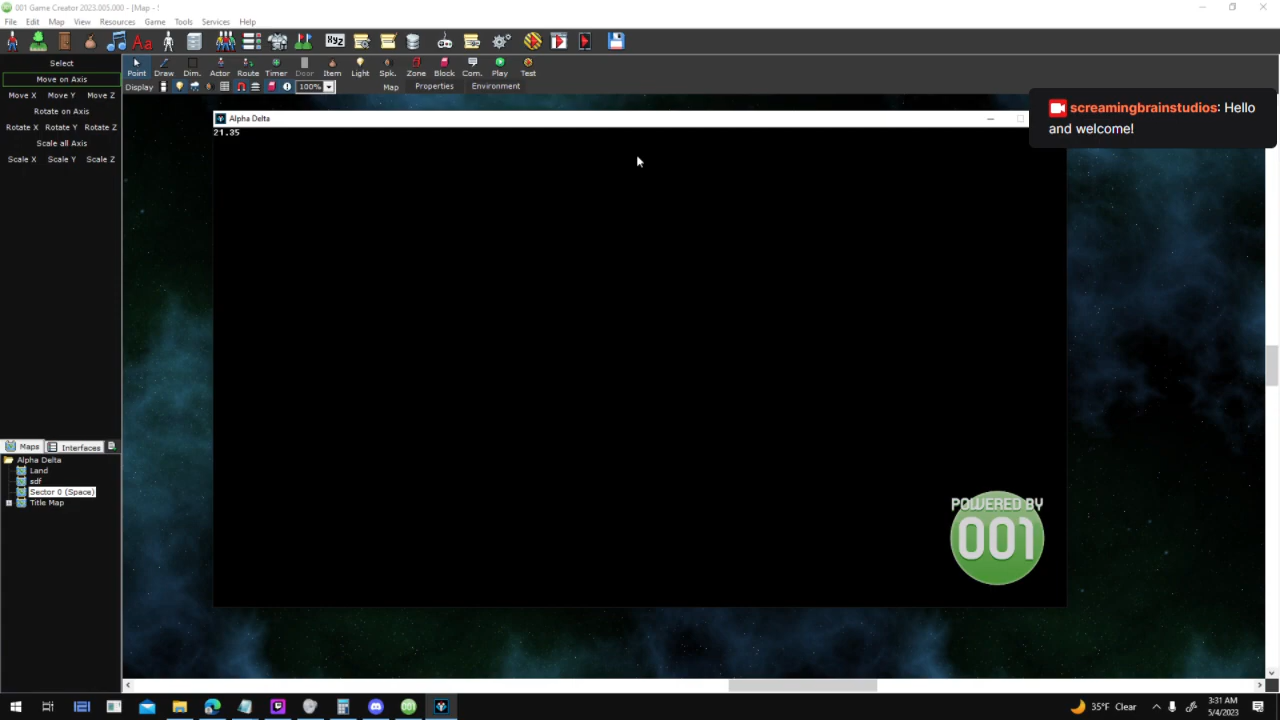 001 Game Creator 2023.005.000 - [Map - !
File Edit Map View Resources Game Tools Services Help
Select
Move on Axis
Move X Move Y Move Z
Rotate on Axis
Rotate X Rotate Y Rotate Z
Scale all Axis
Scale X Scale Y Scale Z
Aa
XYZ
Point Draw Dim. Actor Route Timer Door Item Light Spk. Zone Block Com. Play Test
Display 100% Map Properties Environment
screamingbrainstudios: Hello
and welcome!
Alpha Delta
21.35
POWERED BY
001
Maps Interfaces
Alpha Delta
Land
sdf
Sector 0 (Space)
Title Map
35°F Clear
3:31 AM
5/4/2023